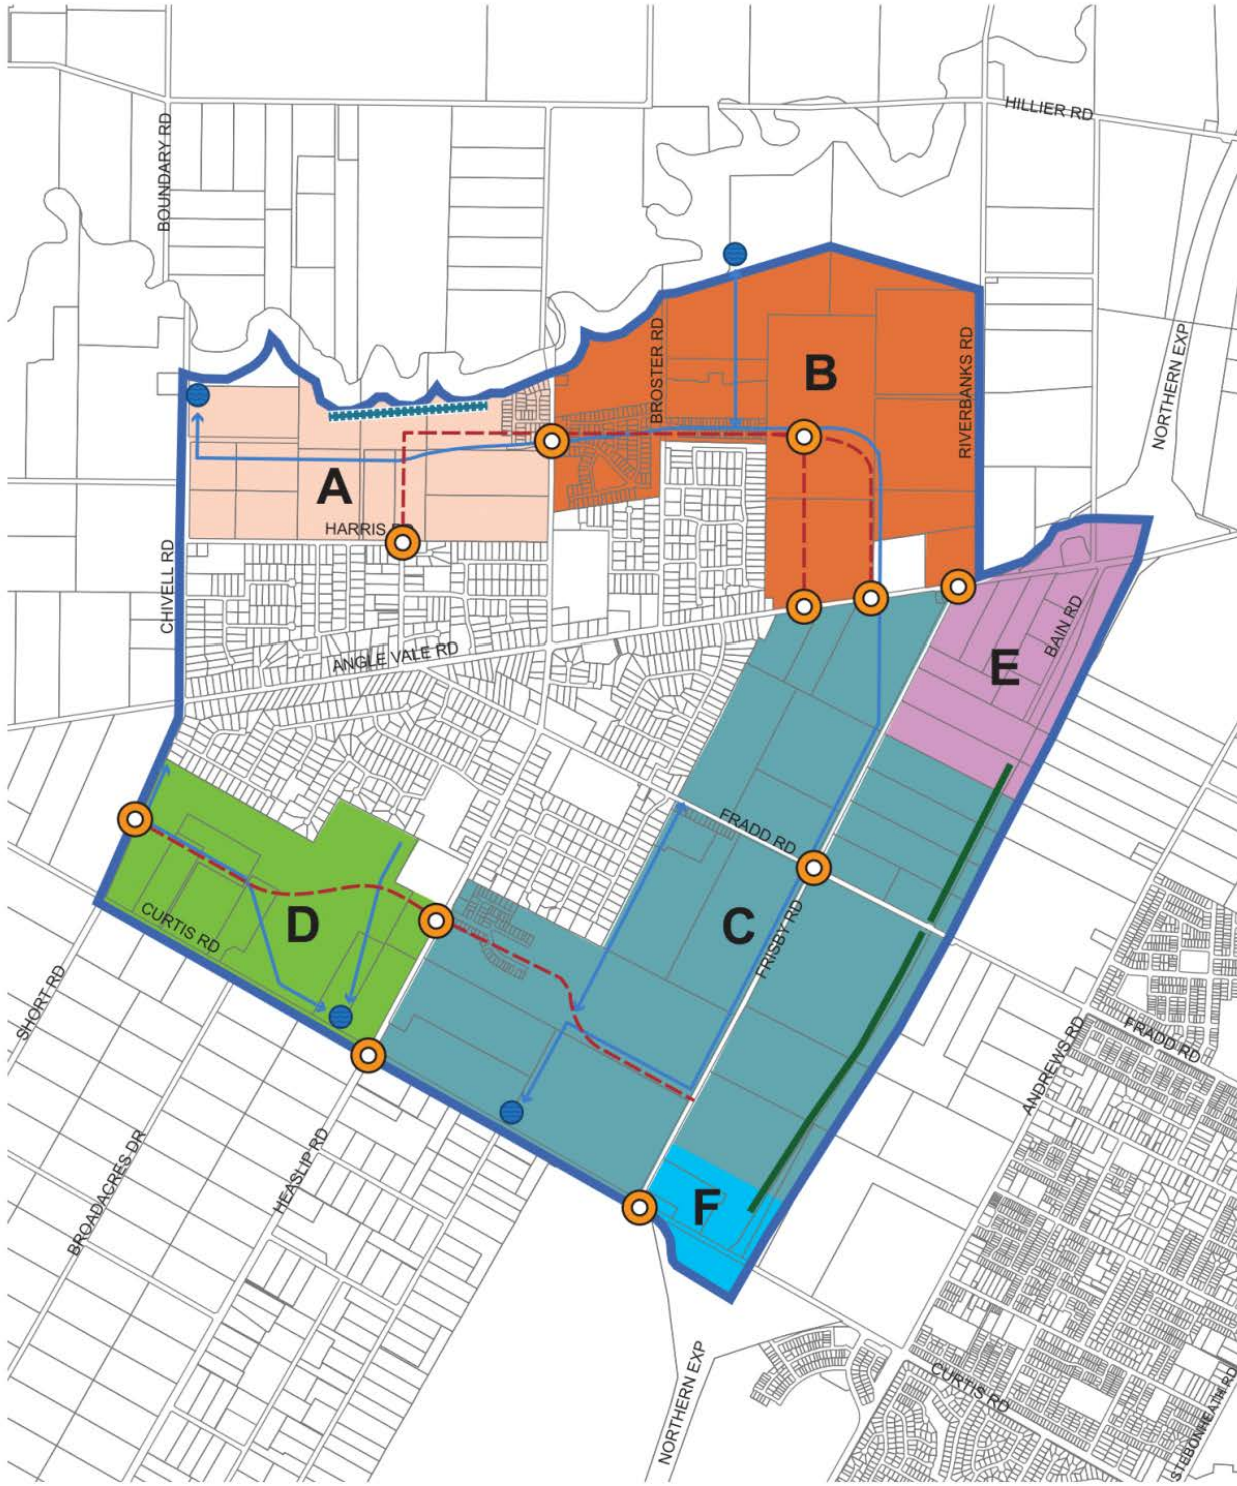 HILLIER RD
BOUNDARY RD
NORTHERN EXP
BROSTER RD
B
RIVERBANKS RD
A
HARRIS
CHIVELL RD
ANGLE VALE RD
BAIN RD
E
FRADD RD
CURTIS RD
D
C
FRISBY RD
SHORT RD
ANDREWS RD
FRADD RD
BROADACRES DR
HEASLIP RD
F
NORTHERN EXP
CURTIS RD
STEBONHEATH RD